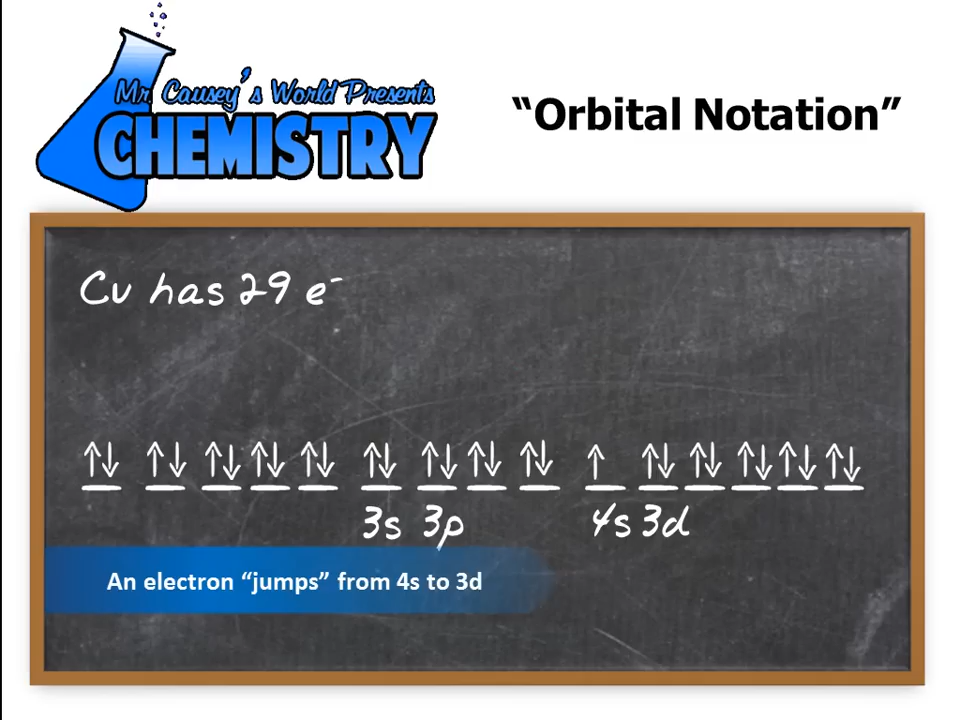 Mr. Causey's World Presents
CHEMISTRY
“Orbital Notation”
Cu has 29 e⁻
↑↓ ↑↓ ↑↓ ↑↓ ↑↓ ↑↓ ↑↓ ↑↓ ↑↓ ↑ ↑↓ ↑↓ ↑↓ ↑↓ ↑↓
3s 3p 4s 3d
An electron “jumps” from 4s to 3d